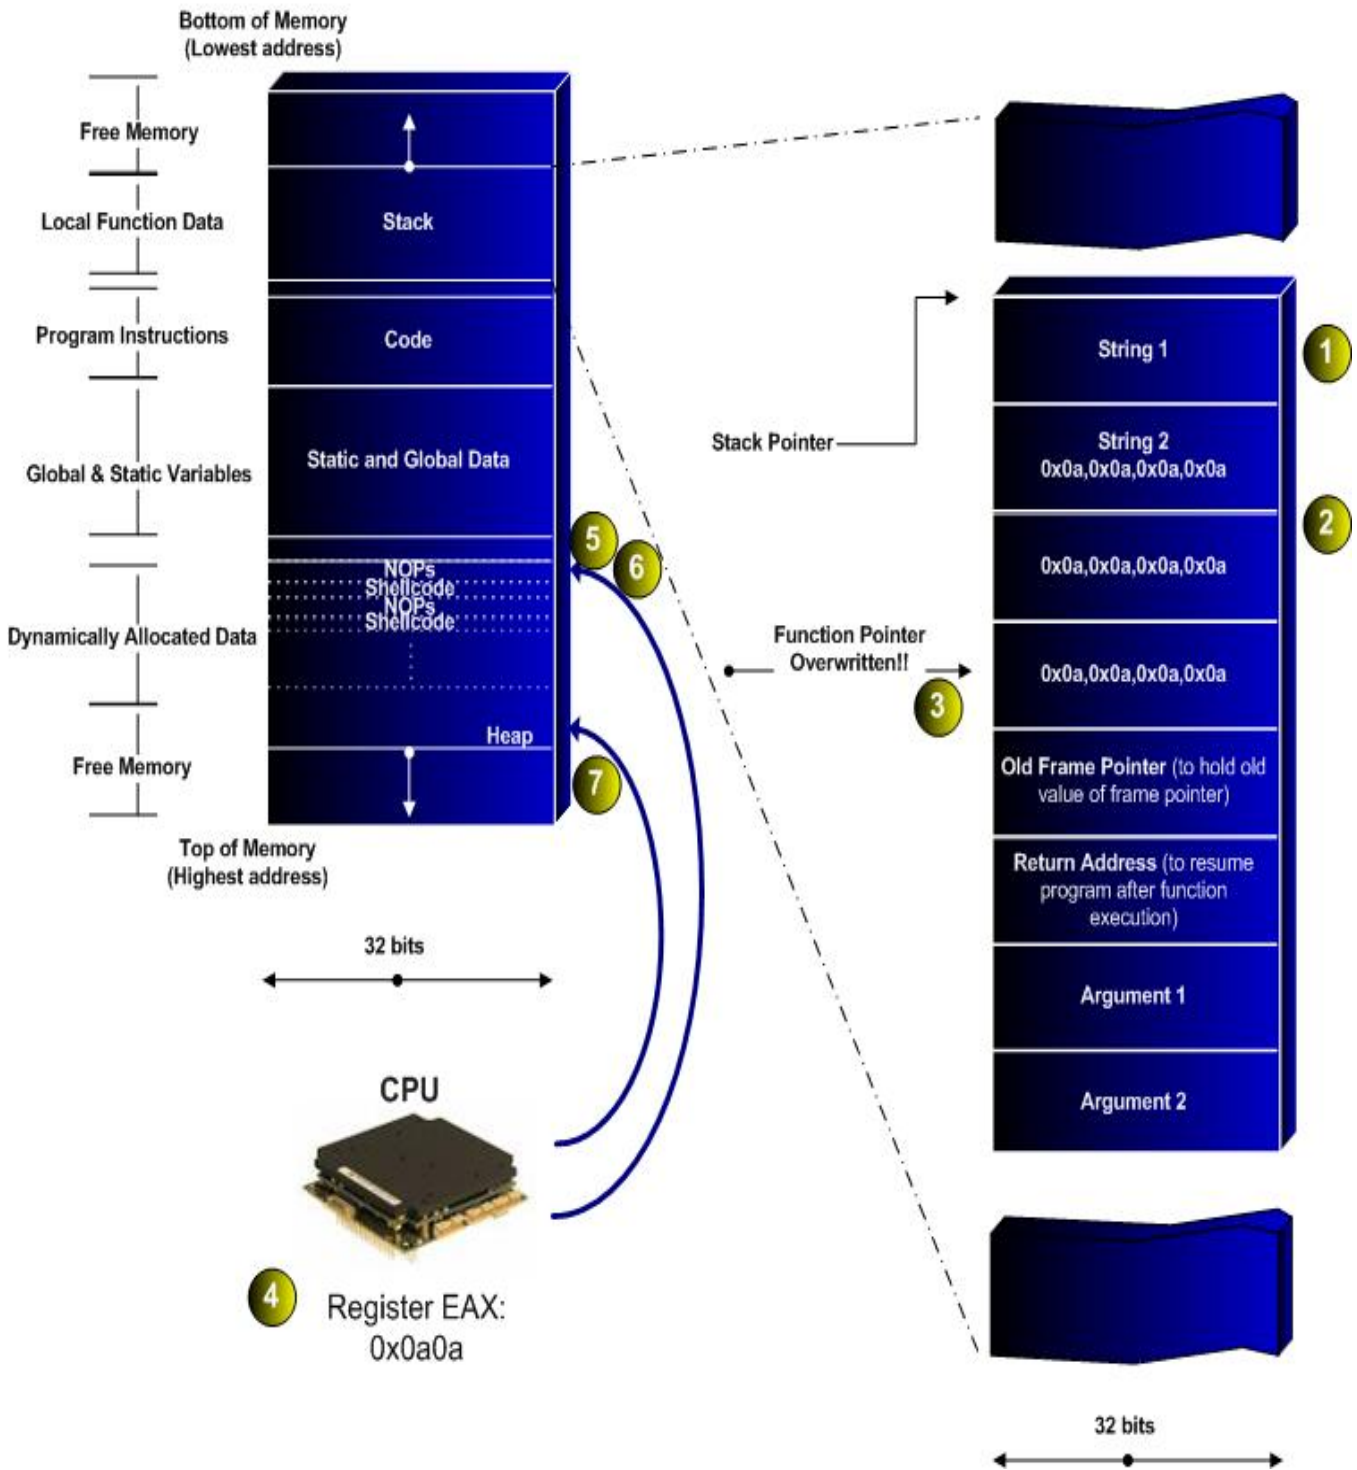 Bottom of Memory
(Lowest address)
Free Memory
Local Function Data
Stack
Program Instructions
Code
Global & Static Variables
Static and Global Data
5
6
NOPs
Shellcode
NOPs
Shellcode
Dynamically Allocated Data
Heap
Free Memory
7
Top of Memory
(Highest address)
32 bits
CPU
4
Register EAX:
0x0a0a
Stack Pointer
String 1
1
String 2
0x0a,0x0a,0x0a,0x0a
2
0x0a,0x0a,0x0a,0x0a
Function Pointer
Overwritten!!
3
0x0a,0x0a,0x0a,0x0a
Old Frame Pointer (to hold old
value of frame pointer)
Return Address (to resume
program after function
execution)
Argument 1
Argument 2
32 bits